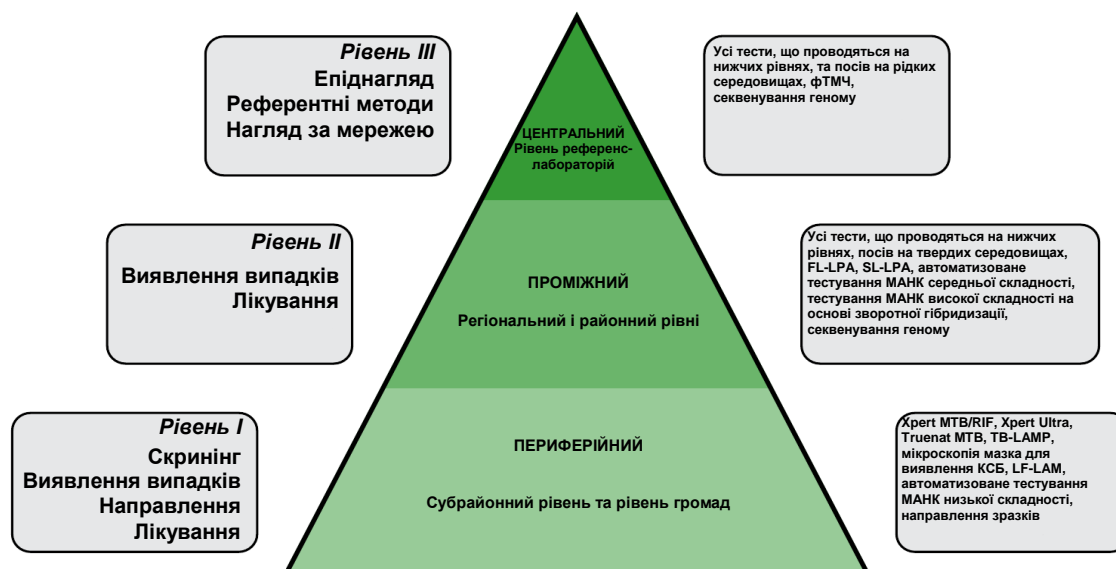 Рівень III
Епіднагляд
Референтні методи
Нагляд за мережею
ЦЕНТРАЛЬНИЙ
Рівень референс-
лабораторій
Усі тести, що проводяться на
нижчих рівнях, та посів на рідких
середовищах, фТМЧ,
секвенування геному
Рівень II
Виявлення випадків
Лікування
ПРОМІЖНИЙ
Регіональний і районний рівні
Усі тести, що проводяться на нижчих
рівнях, посів на твердих середовищах,
FL-LPA, SL-LPA, автоматизоване
тестування МАНК середньої складності,
тестування МАНК високої складності на
основі зворотної гібридизації,
секвенування геному
Рівень I
Скринінг
Виявлення випадків
Направлення
Лікування
ПЕРИФЕРІЙНИЙ
Субрайонний рівень та рівень громад
Xpert MTB/RIF, Xpert Ultra,
Truenat MTB, TB-LAMP,
мікроскопія мазка для
виявлення КСБ, LF-LAM,
автоматизоване тестування
МАНК низької складності,
направлення зразків